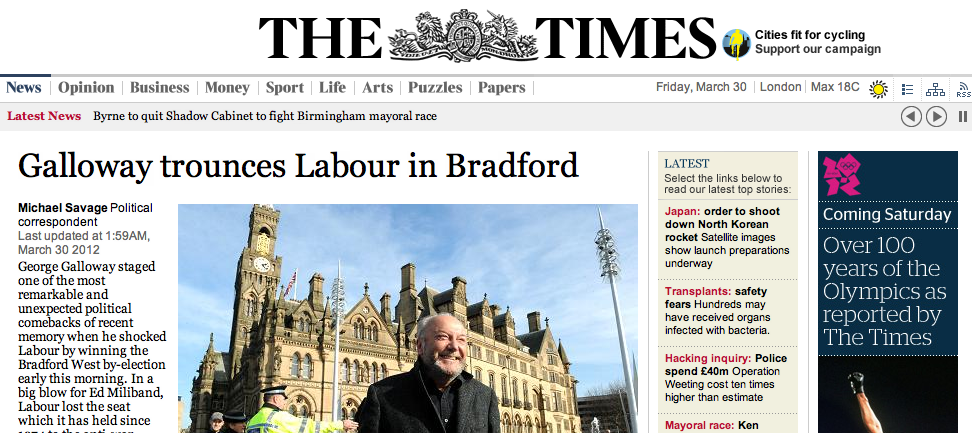 THE TIMES
Cities fit for cycling
Support our campaign
News Opinion Business Money Sport Life Arts Puzzles Papers
Friday, March 30 London Max 18C
RSS
Latest News Byrne to quit Shadow Cabinet to fight Birmingham mayoral race
Galloway trounces Labour in Bradford
Michael Savage Political
correspondent
Last updated at 1:59AM,
March 30 2012
George Galloway staged
one of the most
remarkable and
unexpected political
comebacks of recent
memory when he shocked
Labour by winning the
Bradford West by-election
early this morning. In a
big blow for Ed Miliband,
Labour lost the seat
which it has held since
LATEST
Select the links below to
read our latest top stories:
Japan: order to shoot
down North Korean
rocket Satellite images
show launch preparations
underway
Transplants: safety
fears Hundreds may
have received organs
infected with bacteria.
Hacking inquiry: Police
spend £40m Operation
Weeting cost ten times
higher than estimate
Mayoral race: Ken
Coming Saturday
Over 100
years of the
Olympics as
reported by
The Times